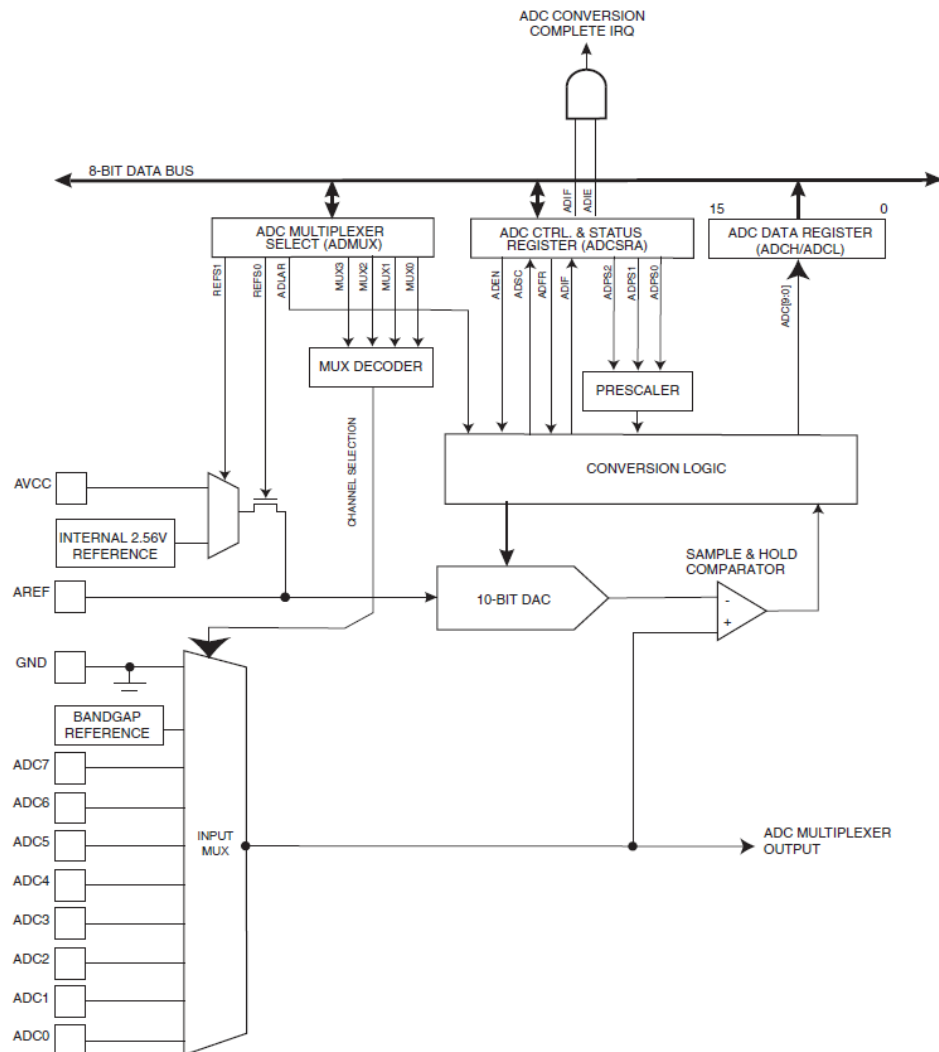 ADC CONVERSION
COMPLETE IRQ
8-BIT DATA BUS
ADIF
ADIE
15
0
ADC MULTIPLEXER
SELECT (ADMUX)
ADC CTRL. & STATUS
REGISTER (ADCSRA)
ADC DATA REGISTER
(ADCH/ADCL)
REFS1
REFS0
ADLAR
MUX3
MUX2
MUX1
MUX0
ADEN
ADSC
ADFR
ADIF
ADPS2
ADPS1
ADPS0
ADC[9:0]
MUX DECODER
PRESCALER
CHANNEL SELECTION
CONVERSION LOGIC
AVCC
INTERNAL 2.56V
REFERENCE
SAMPLE & HOLD
COMPARATOR
AREF
10-BIT DAC
-
+
GND
BANDGAP
REFERENCE
ADC7
ADC6
ADC5
INPUT
MUX
ADC MULTIPLEXER
OUTPUT
ADC4
ADC3
ADC2
ADC1
ADC0